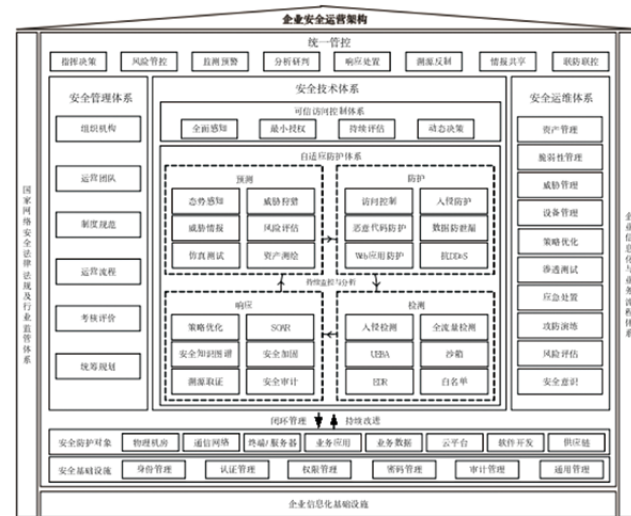 企业安全运营架构
统一管控
指挥决策 风险管控 监测预警 分析研判 响应处置 溯源反制 情报共享 联防联控
国家网络安全法律法规及行业监管体系
安全管理体系
组织机构
运营团队
制度规范
运营流程
考核评价
统筹规划
安全技术体系
可信访问控制体系
全面感知 最小授权 持续评估 动态决策
自适应防护体系
预测
态势感知 威胁狩猎
威胁情报 风险评估
仿真测试 资产测绘
防护
访问控制 入侵防护
恶意代码防护 数据防泄漏
Web应用防护 抗DDoS
持续监控与分析
响应
策略优化 SOAR
安全知识图谱 安全加固
溯源取证 安全审计
检测
入侵检测 全流量检测
UEBA 沙箱
EDR 白名单
安全运维体系
资产管理
脆弱性管理
威胁管理
设备管理
策略优化
渗透测试
应急处置
攻防演练
风险评估
安全意识
企业信息化与业务流程体系
闭环管理 持续改进
安全防护对象 物理机房 通信网络 终端/服务器 业务应用 业务数据 云平台 软件开发 供应链
安全基础设施 身份管理 认证管理 权限管理 密码管理 审计管理 通用管理
企业信息化基础设施